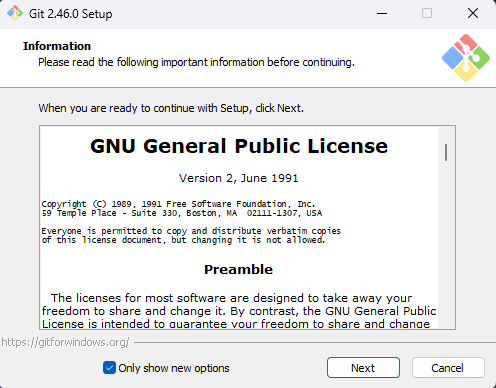 Git 2.46.0 Setup
Information
Please read the following important information before continuing.
When you are ready to continue with Setup, click Next.
GNU General Public License
Version 2, June 1991
Copyright (C) 1989, 1991 Free Software Foundation, Inc.
59 Temple Place - Suite 330, Boston, MA  02111-1307, USA
Everyone is permitted to copy and distribute verbatim copies
of this license document, but changing it is not allowed.
Preamble
The licenses for most software are designed to take away your
freedom to share and change it. By contrast, the GNU General Public
License is intended to guarantee your freedom to share and change
https://gitforwindows.org/
Only show new options
Next
Cancel